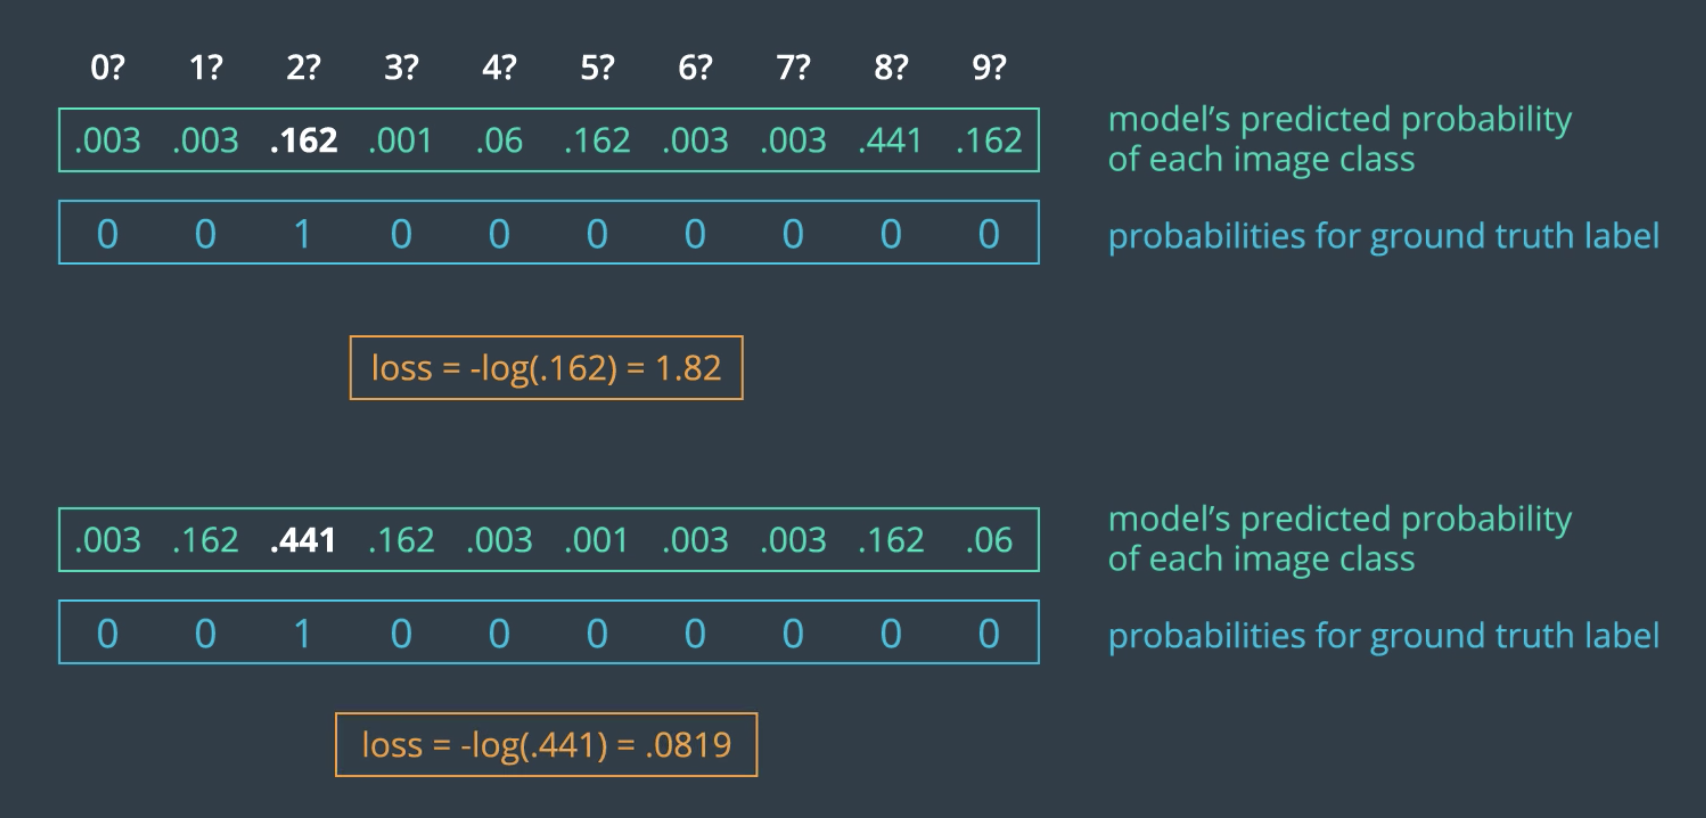 0? 1? 2? 3? 4? 5? 6? 7? 8? 9?
.003 .003 .162 .001 .06 .162 .003 .003 .441 .162
model's predicted probability
of each image class
0 0 1 0 0 0 0 0 0 0
probabilities for ground truth label
loss = -log(.162) = 1.82
.003 .162 .441 .162 .003 .001 .003 .003 .162 .06
model's predicted probability
of each image class
0 0 1 0 0 0 0 0 0 0
probabilities for ground truth label
loss = -log(.441) = .0819